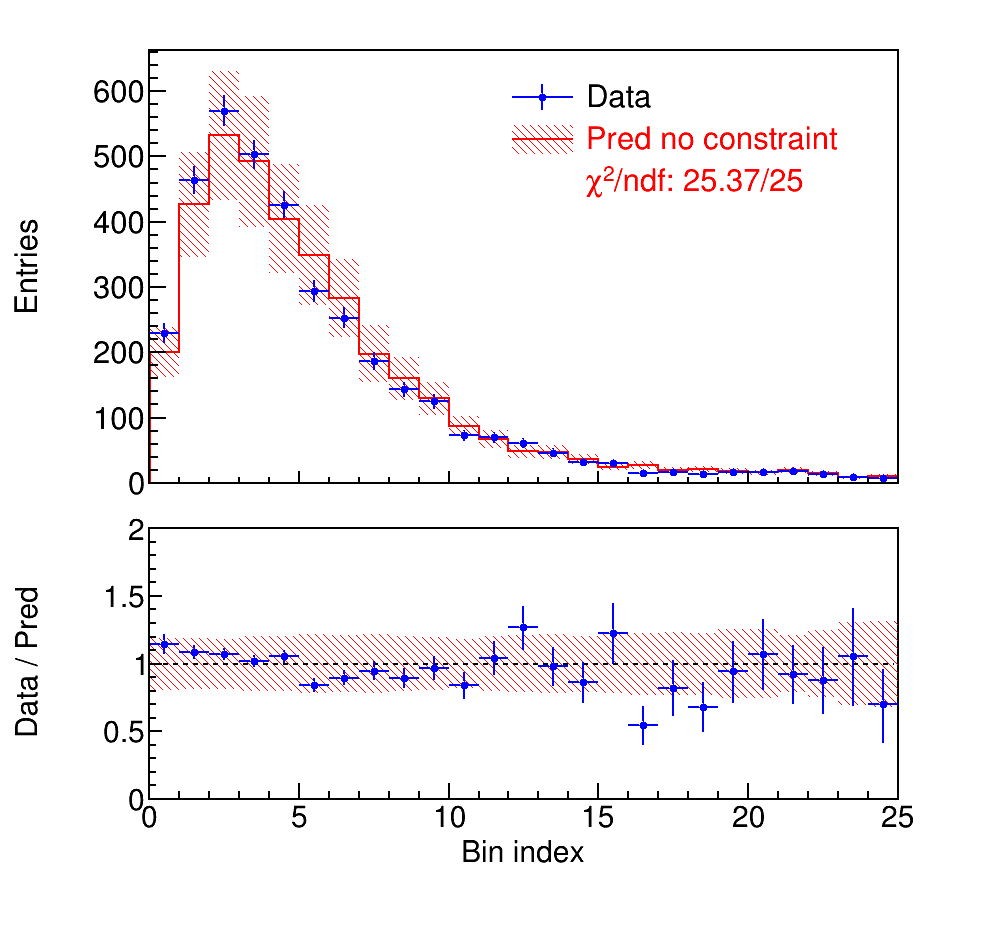 Entries
600
500
400
300
200
100
0
Data
Pred no constraint
χ²/ndf: 25.37/25
Data / Pred
2
1.5
1
0.5
0
0 5 10 15 20 25
Bin index